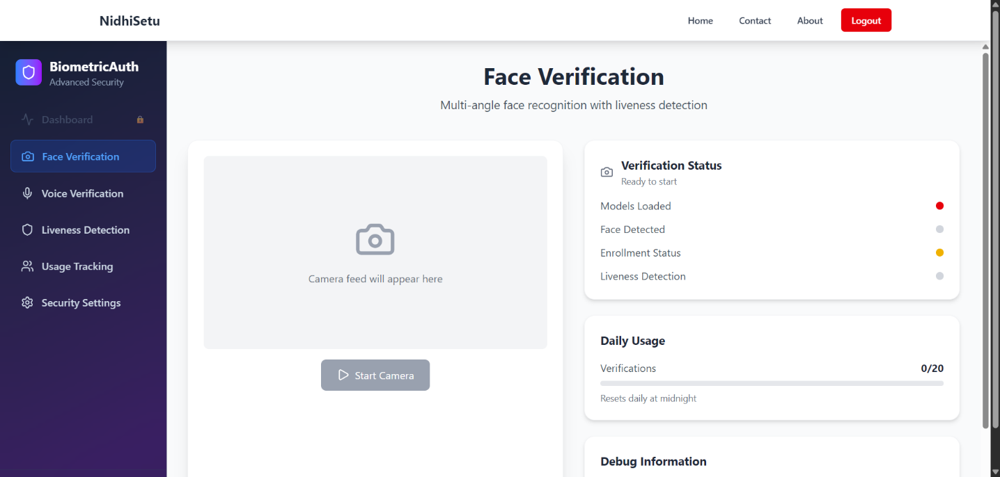 NidhiSetu
Home
Contact
About
Logout
BiometricAuth
Advanced Security
Dashboard
Face Verification
Voice Verification
Liveness Detection
Usage Tracking
Security Settings
Face Verification
Multi-angle face recognition with liveness detection
Camera feed will appear here
Start Camera
Verification Status
Ready to start
Models Loaded
Face Detected
Enrollment Status
Liveness Detection
Daily Usage
Verifications 0/20
Resets daily at midnight
Debug Information